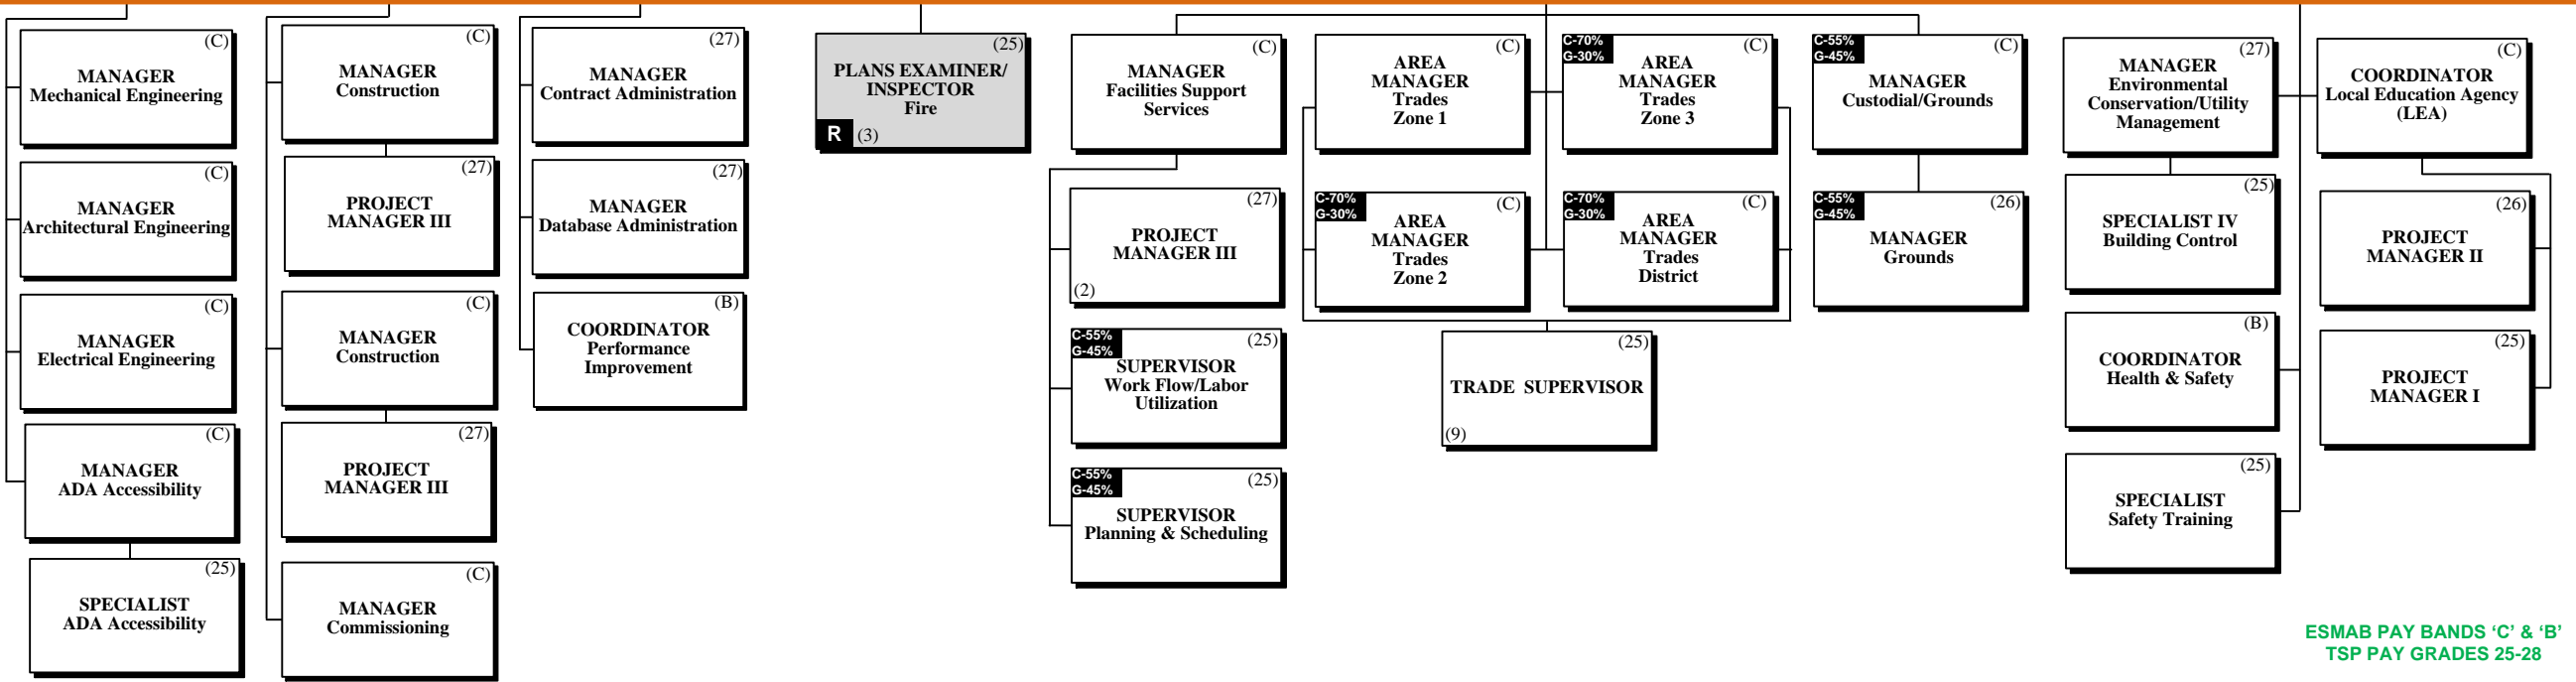 (C)
MANAGER
Mechanical Engineering
(C)
MANAGER
Architectural Engineering
(C)
MANAGER
Electrical Engineering
(C)
MANAGER
ADA Accessibility
(25)
SPECIALIST
ADA Accessibility
(C)
MANAGER
Construction
(27)
PROJECT
MANAGER III
(C)
MANAGER
Construction
(27)
PROJECT
MANAGER III
(C)
MANAGER
Commissioning
(27)
MANAGER
Contract Administration
(27)
MANAGER
Database Administration
(B)
COORDINATOR
Performance
Improvement
(25)
PLANS EXAMINER/
INSPECTOR
Fire
R (3)
(C)
MANAGER
Facilities Support
Services
(27)
PROJECT
MANAGER III
(2)
C-55%
G-45%
(25)
SUPERVISOR
Work Flow/Labor
Utilization
C-55%
G-45%
(25)
SUPERVISOR
Planning & Scheduling
(C)
AREA
MANAGER
Trades
Zone 1
C-70%
G-30%
(C)
AREA
MANAGER
Trades
Zone 3
C-70%
G-30%
(C)
AREA
MANAGER
Trades
Zone 2
C-70%
G-30%
(C)
AREA
MANAGER
Trades
District
(25)
TRADE SUPERVISOR
(9)
C-55%
G-45%
(C)
MANAGER
Custodial/Grounds
C-55%
G-45%
(26)
MANAGER
Grounds
(27)
MANAGER
Environmental
Conservation/Utility
Management
(25)
SPECIALIST IV
Building Control
(B)
COORDINATOR
Health & Safety
(25)
SPECIALIST
Safety Training
(C)
COORDINATOR
Local Education Agency
(LEA)
(26)
PROJECT
MANAGER II
(25)
PROJECT
MANAGER I
ESMAB PAY BANDS ‘C’ & ‘B’
TSP PAY GRADES 25-28